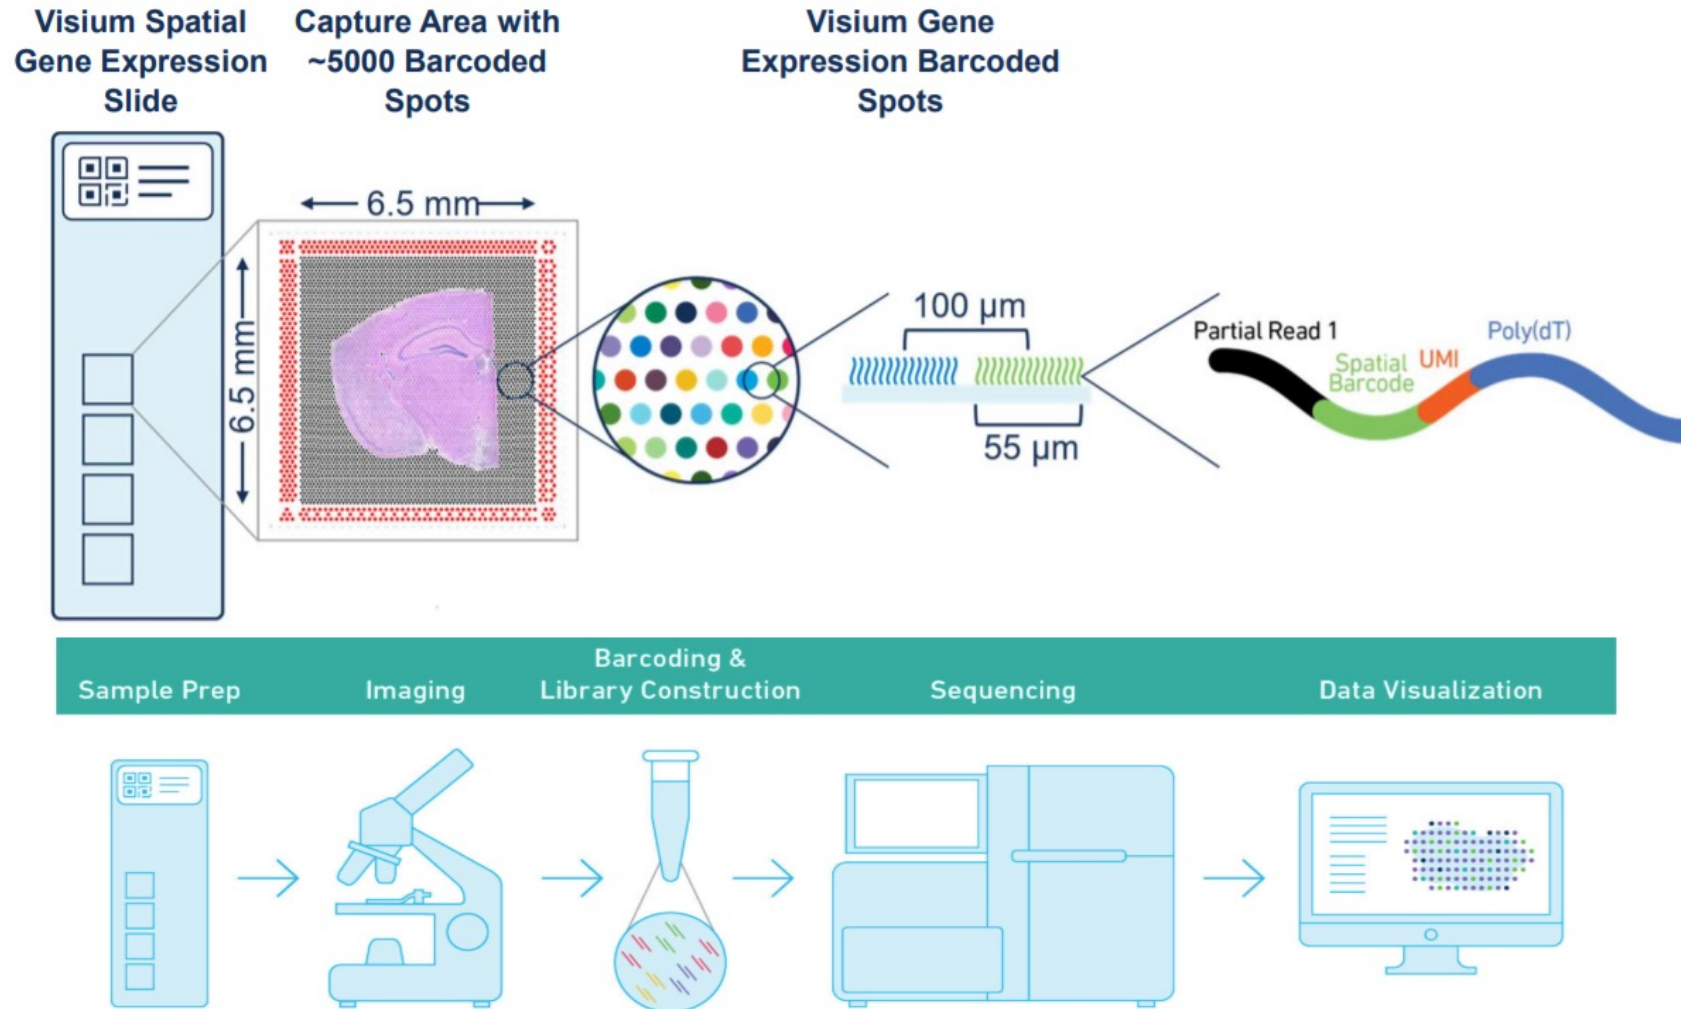 Visium Spatial
Gene Expression
Slide
Capture Area with
~5000 Barcoded
Spots
Visium Gene
Expression Barcoded
Spots
6.5 mm
6.5 mm
100 µm
55 µm
Partial Read 1
Spatial
Barcode
UMI
Poly(dT)
Sample Prep
Imaging
Barcoding &
Library Construction
Sequencing
Data Visualization